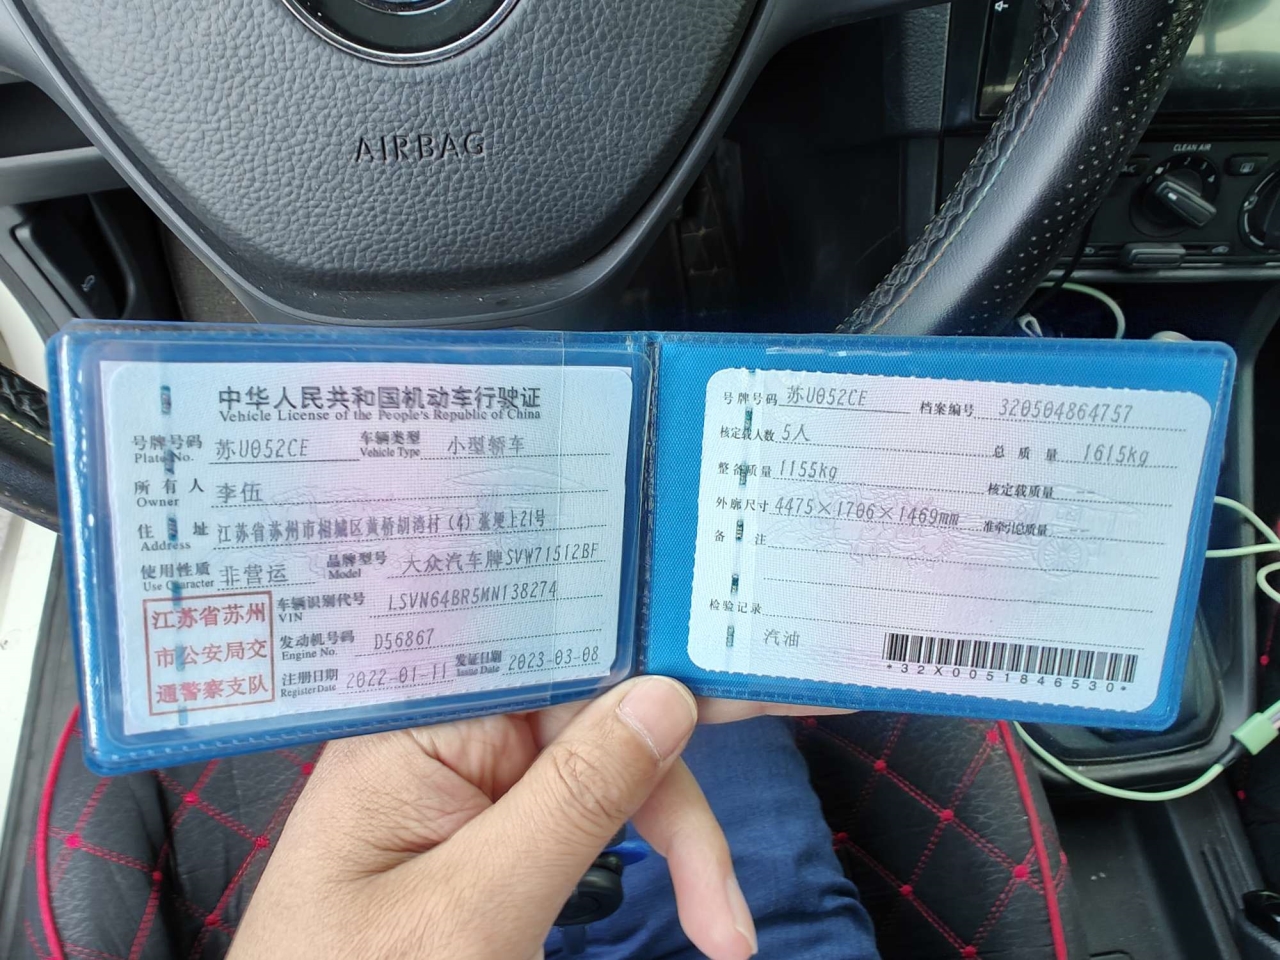 AIRBAG
CLEAN AIR
中华人民共和国机动车行驶证
Vehicle License of the People's Republic of China
号牌号码 苏U052CE 车辆类型 小型轿车
Plate No. Vehicle Type
所有人 李伍
Owner
住址 江苏省苏州市相城区黄桥胡湾村（4）张埂上21号
Address
使用性质 非营运 品牌型号 大众汽车牌SVW71512BF
Use Character Model
江苏省苏州
市公安局交
通警察支队
车辆识别代号 LSVN64BR5MN138274
VIN
发动机号码 D56867
Engine No.
注册日期 2022-01-11 发证日期 2023-03-08
Register Date Issue Date
号牌号码 苏U052CE 档案编号 320504864757
核定载人数 5人 总质量 1615kg
整备质量 1155kg 核定载质量
外廓尺寸 4475×1706×1469mm 准牵引总质量
备注
检验记录
汽油
*32X0051846530*